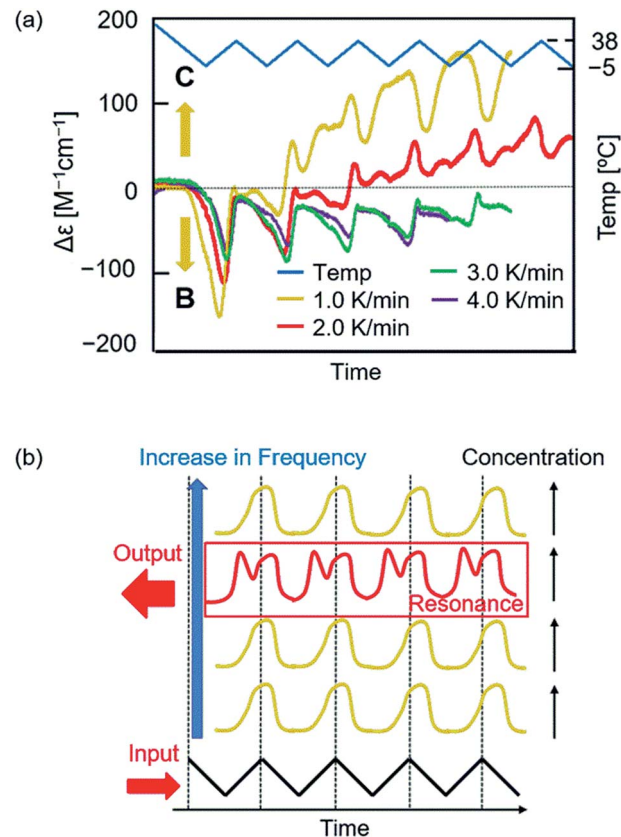 (a)
200
100
0
−100
−200
Δε [M⁻¹cm⁻¹]
C
B
38
−5
Temp [ºC]
Temp
1.0 K/min
2.0 K/min
3.0 K/min
4.0 K/min
Time
(b)
Increase in Frequency
Concentration
Output
Resonance
Input
Time